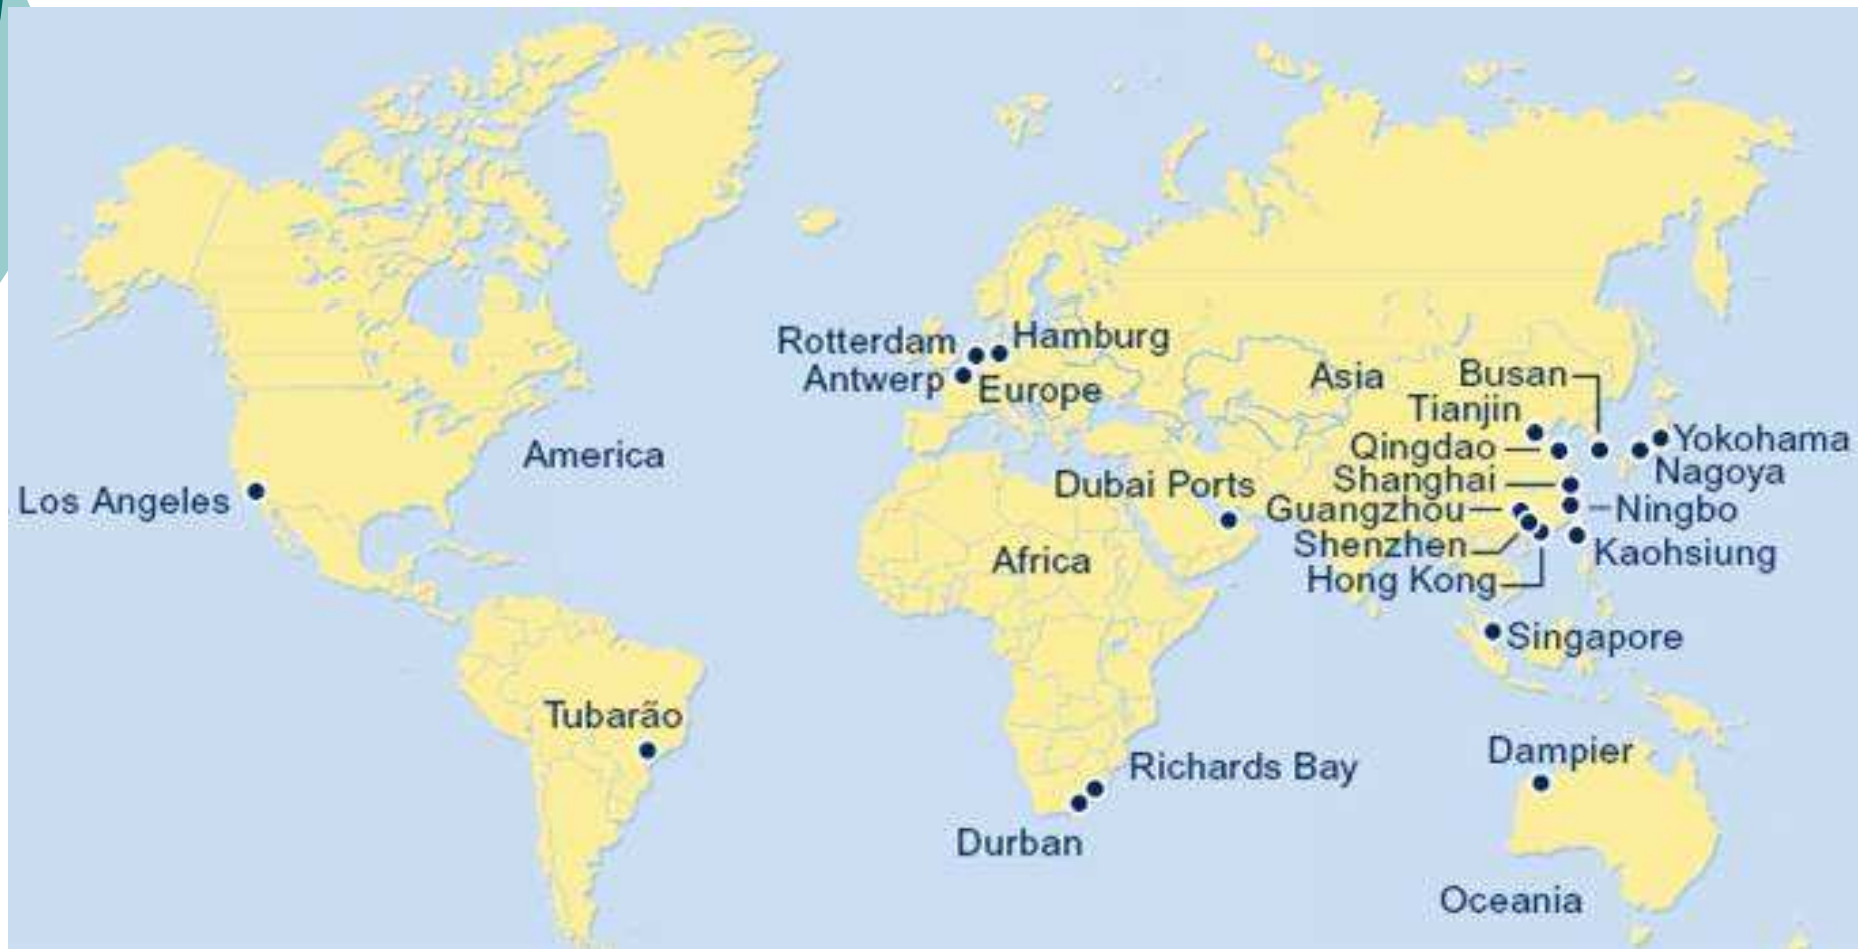 Rotterdam
Hamburg
Antwerp
Europe
Asia
Busan
Tianjin
Qingdao
Yokohama
Nagoya
America
Los Angeles
Dubai Ports
Shanghai
Guangzhou
Ningbo
Shenzhen
Kaohsiung
Africa
Hong Kong
Singapore
Tubarão
Richards Bay
Dampier
Durban
Oceania